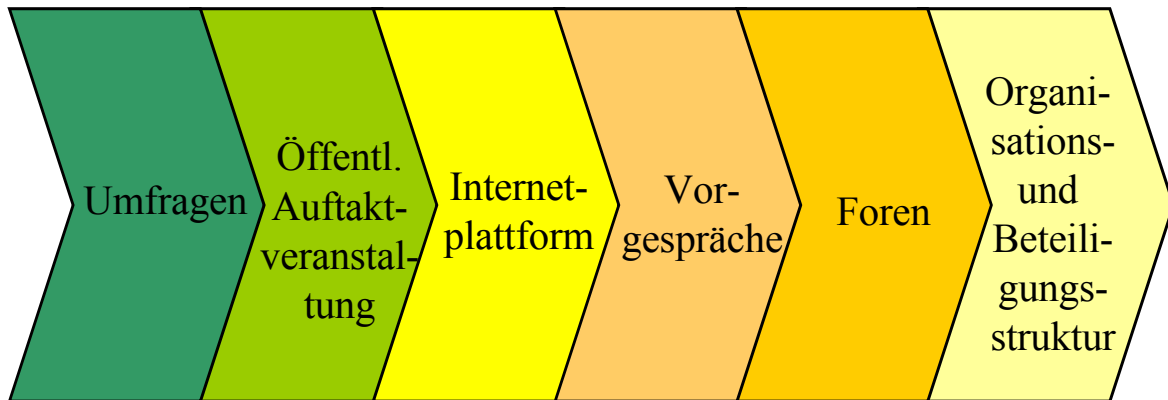 Umfragen
Öffentl.
Auftakt-
veranstal-
tung
Internet-
plattform
Vor-
gespräche
Foren
Organi-
sations-
und
Beteili-
gungs-
struktur